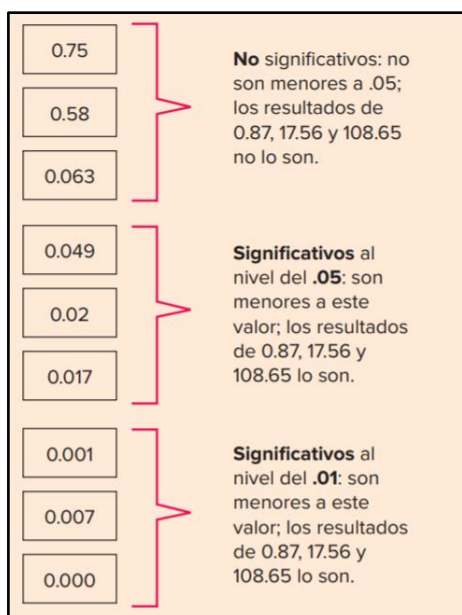 0.75
0.58
0.063
No significativos: no
son menores a .05;
los resultados de
0.87, 17.56 y 108.65
no lo son.
0.049
0.02
0.017
Significativos al
nivel del .05: son
menores a este
valor; los resultados
de 0.87, 17.56 y
108.65 lo son.
0.001
0.007
0.000
Significativos al
nivel del .01: son
menores a este
valor; los resultados
de 0.87, 17.56 y
108.65 lo son.